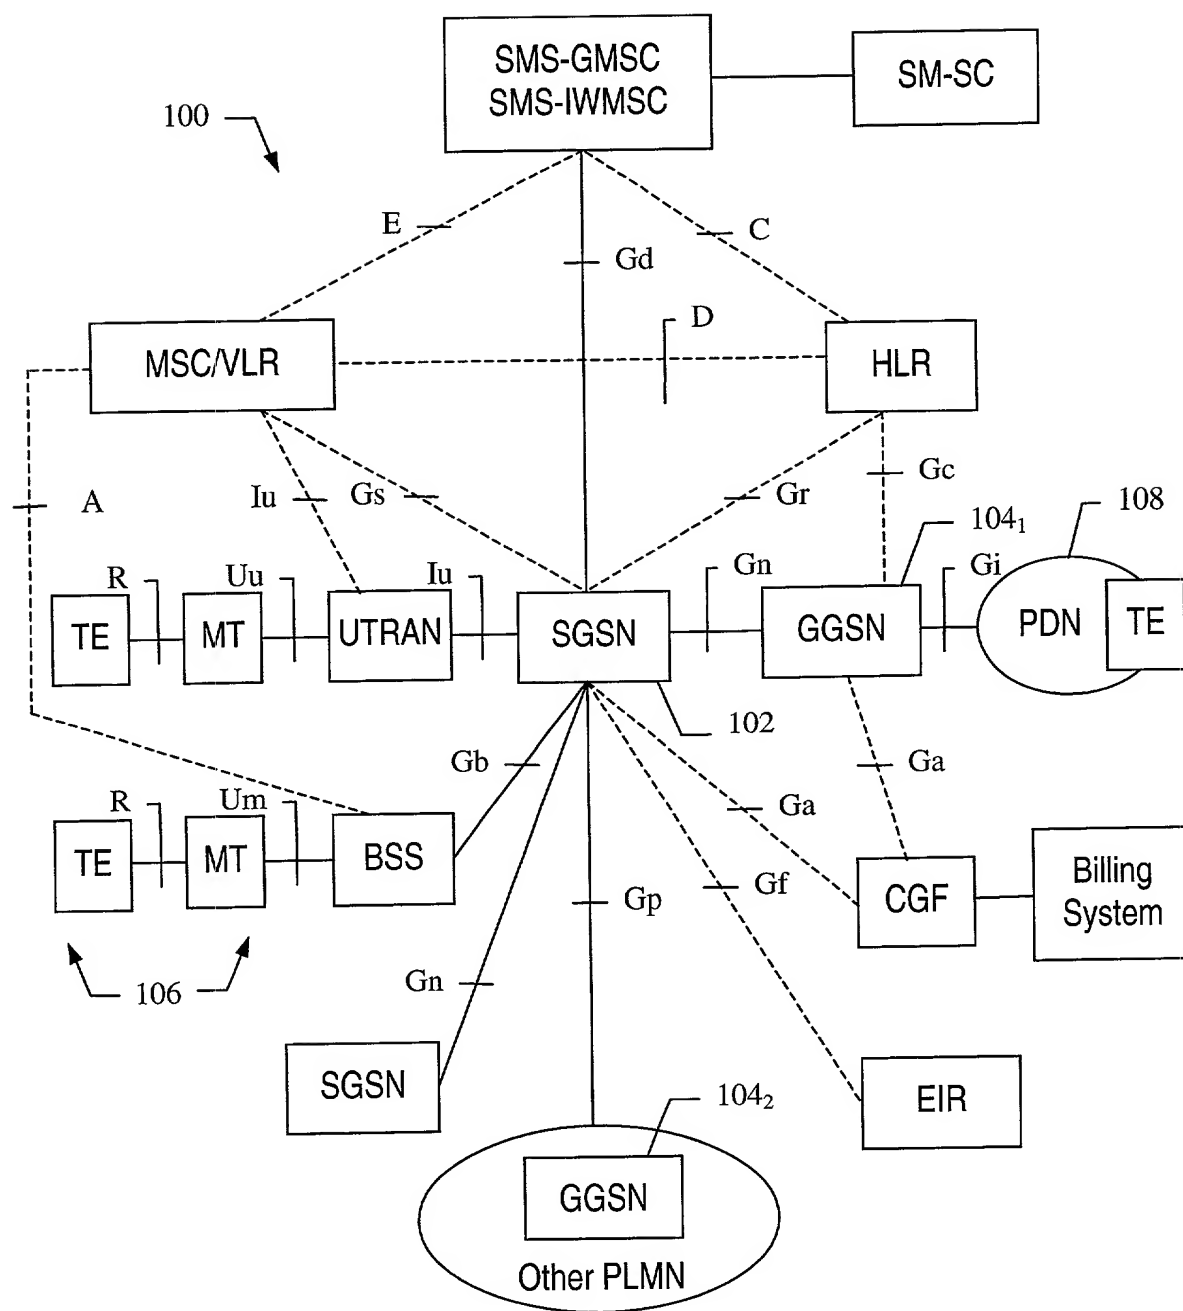 SMS-GMSC
SMS-IWMSC
SM-SC
100
E
C
Gd
D
MSC/VLR
HLR
A
Iu
Gs
Gr
Gc
104₁
108
R
Uu
Iu
Gn
Gi
TE
MT
UTRAN
SGSN
GGSN
PDN
TE
102
Gb
Ga
Ga
R
Um
TE
MT
BSS
Gp
Gf
CGF
Billing
System
106
Gn
SGSN
104₂
EIR
GGSN
Other PLMN